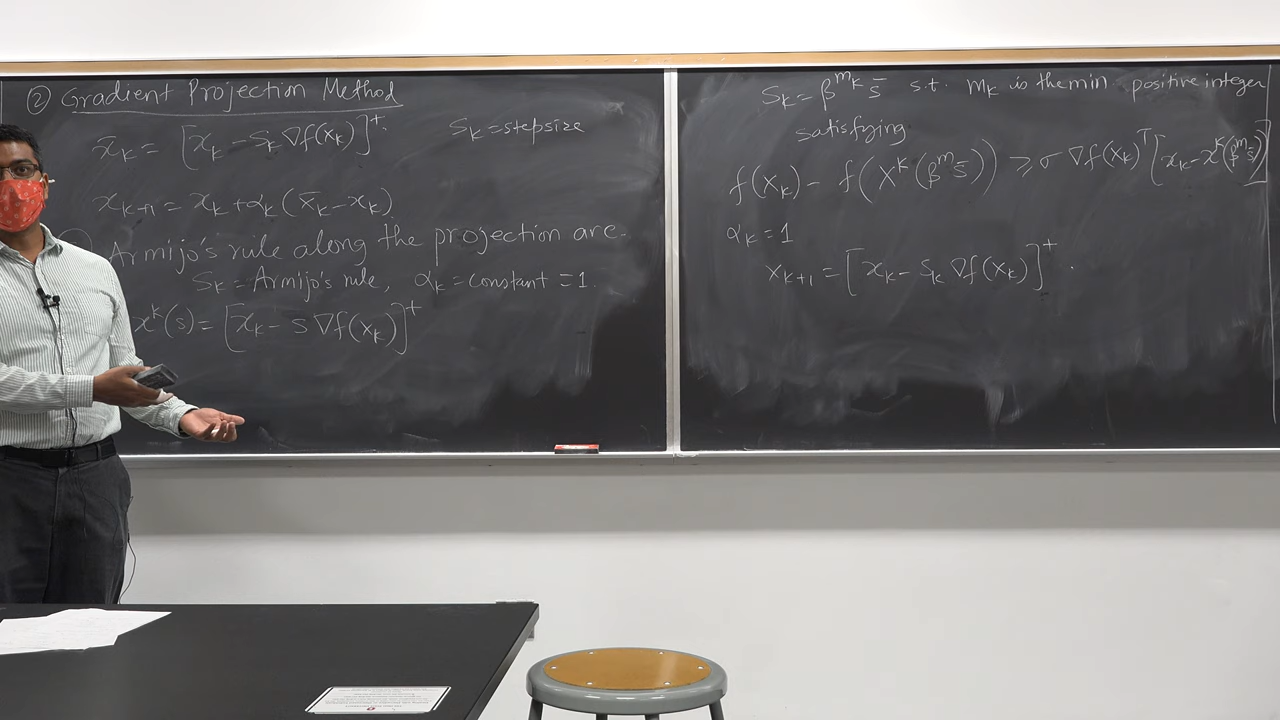 ② Gradient Projection Method
x̄ₖ = [xₖ - sₖ ∇f(xₖ)]⁺. sₖ = stepsize
xₖ₊₁ = xₖ + αₖ(x̄ₖ - xₖ)
Armijo's rule along the projection arc.
sₖ = Armijo's rule, αₖ = constant = 1.
xᵏ(s) = [xₖ - s ∇f(xₖ)]⁺
sₖ = β^{mₖ} s̄ s.t. mₖ is the min positive integer
satisfying
f(xₖ) - f(xᵏ(βᵐ s̄)) ≥ σ ∇f(xₖ)ᵀ [xₖ - xᵏ(βᵐ s̄)]
αₖ = 1
xₖ₊₁ = [xₖ - sₖ ∇f(xₖ)]⁺.